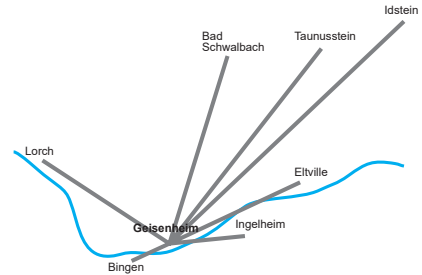 Idstein
Bad
Schwalbach
Taunusstein
Lorch
Eltville
Geisenheim
Ingelheim
Bingen